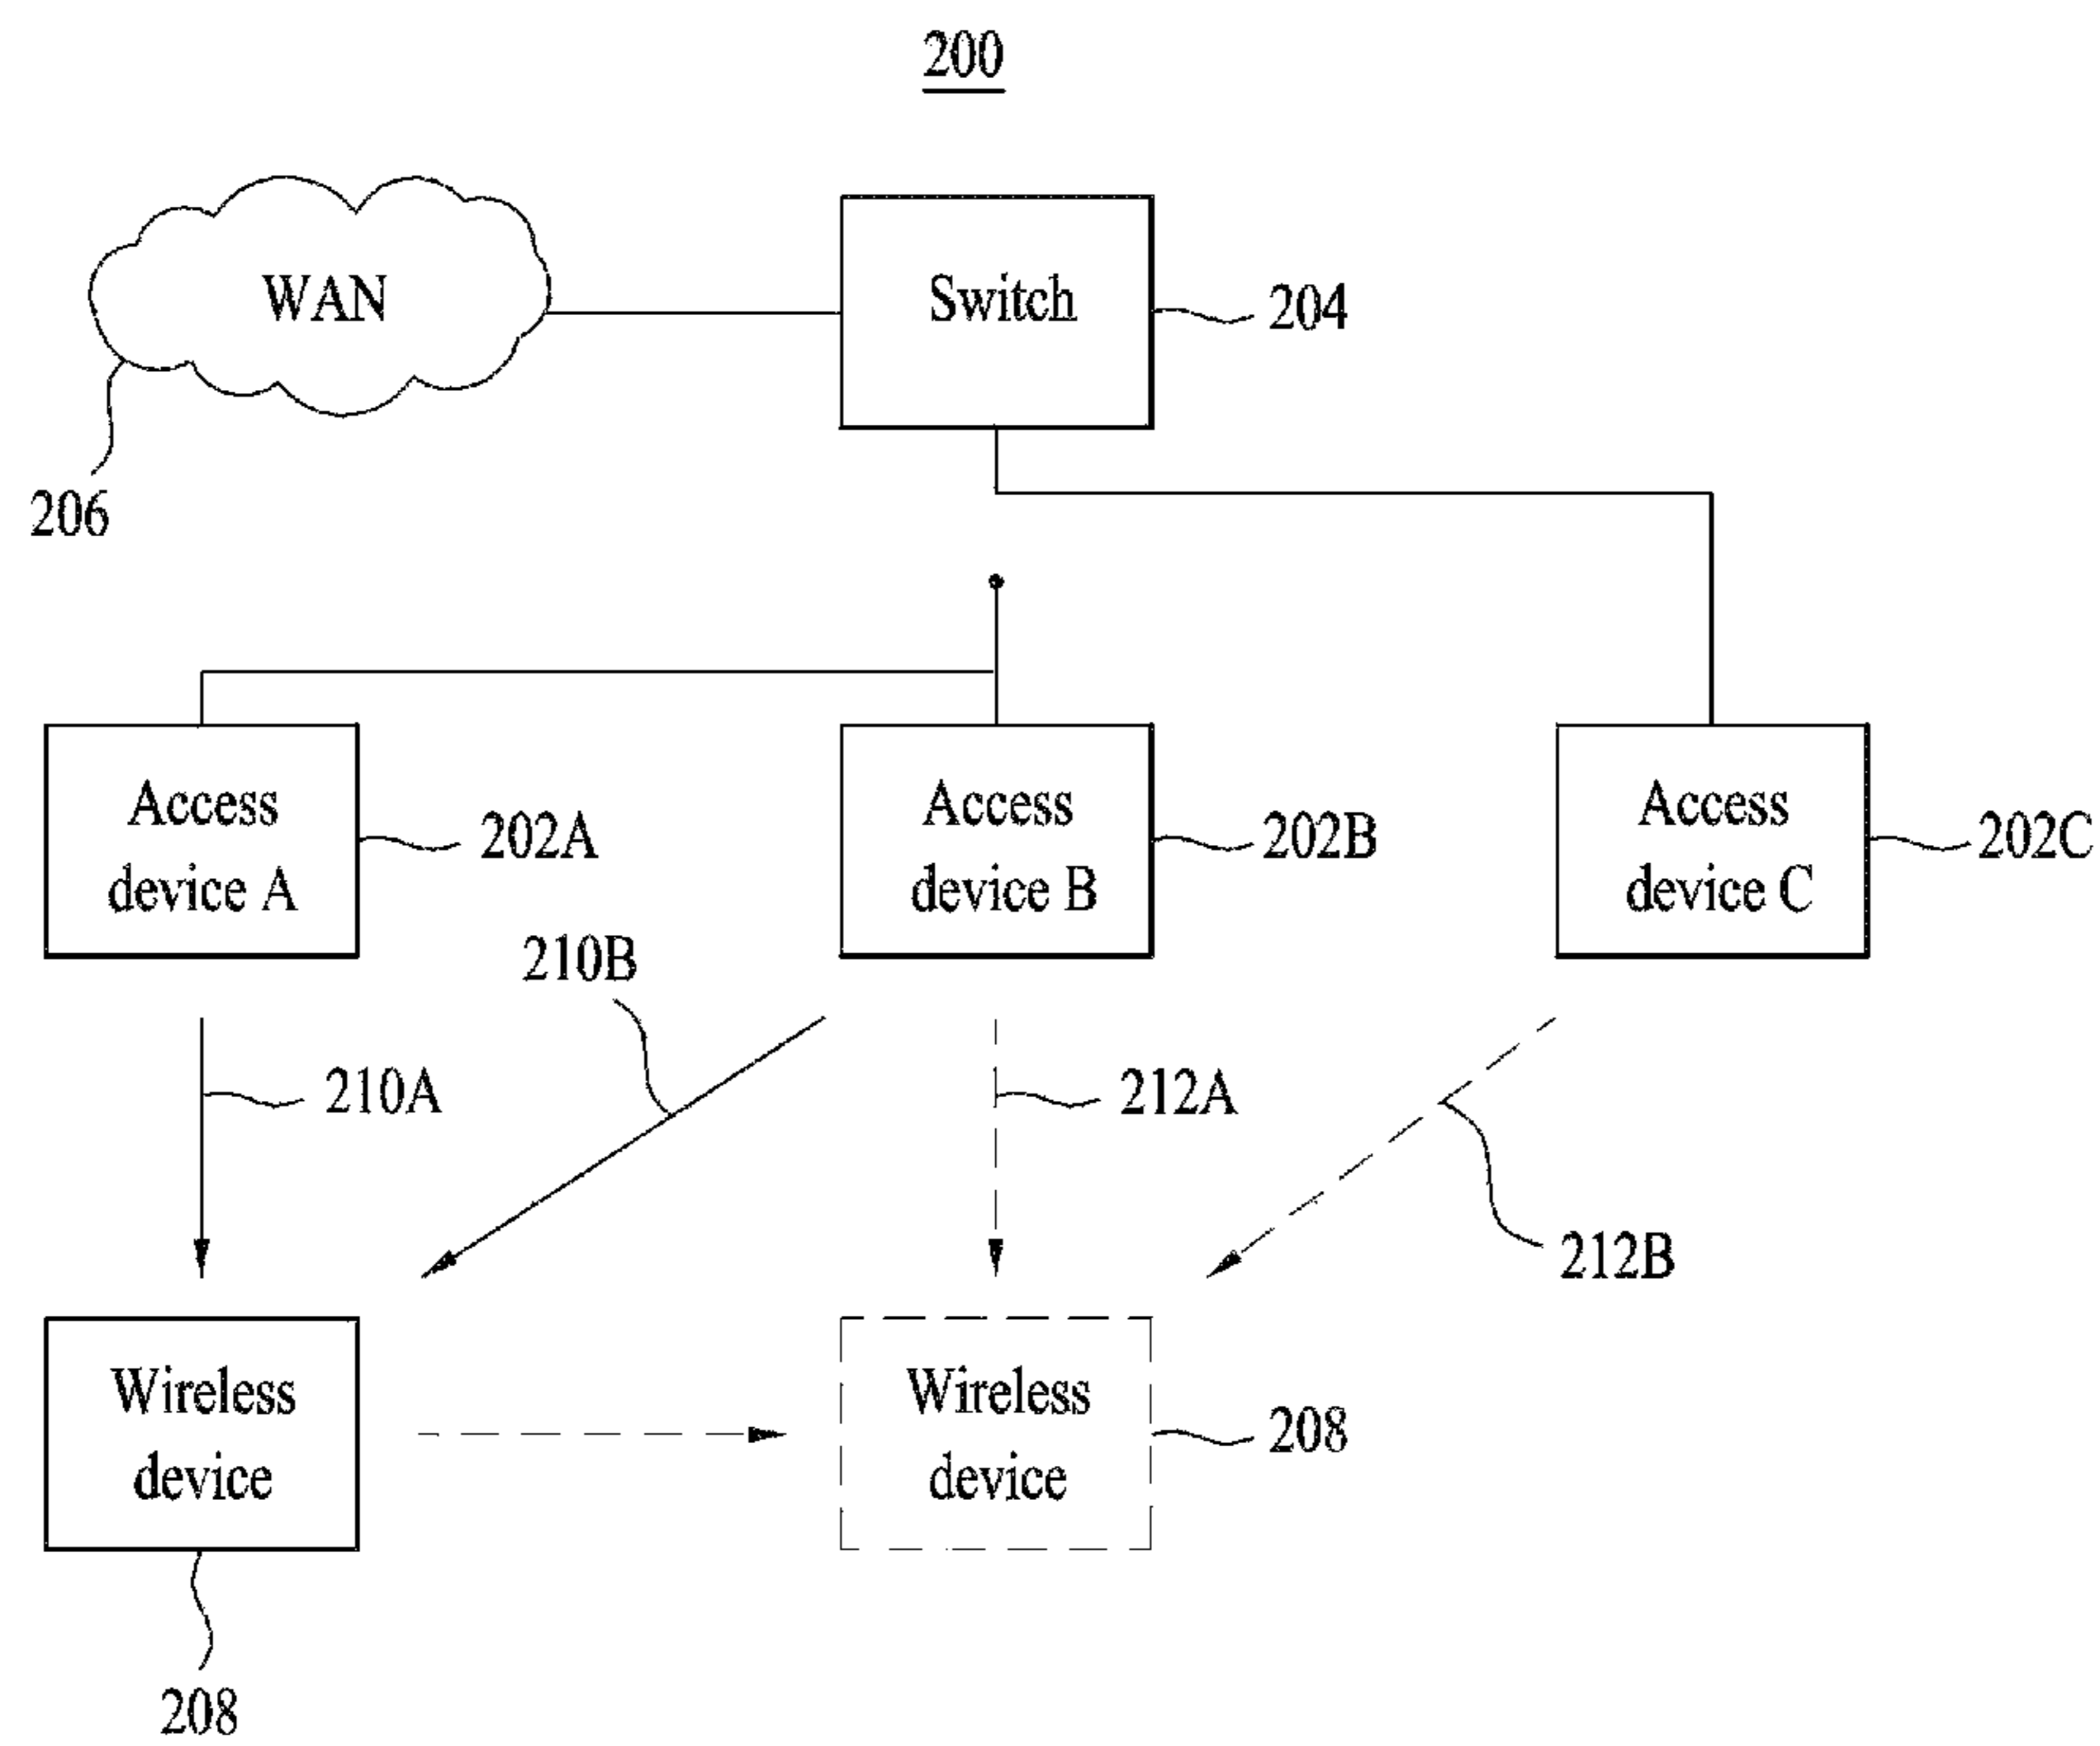 200
WAN
Switch
204
206
Access
device A
202A
Access
device B
202B
Access
device C
202C
210B
210A
212A
212B
Wireless
device
Wireless
device
208
208